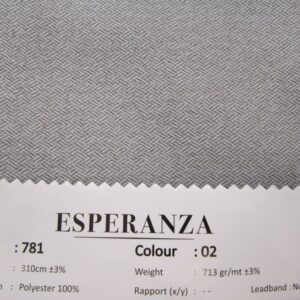 ESPERANZA
: 781 Colour : 02
: 310cm ±3% Weight : 713 gr/mt ±3%
: Polyester 100% Rapport (x/y) : - - Leadband :